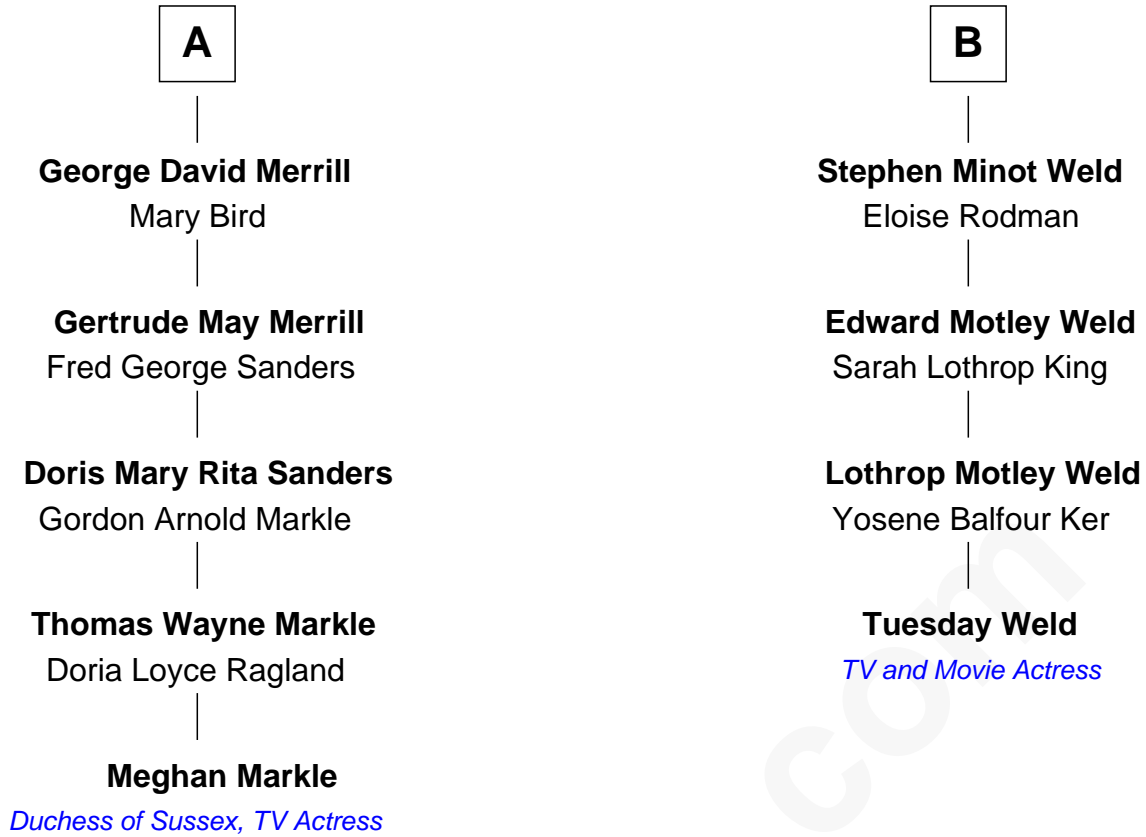 A
George David Merrill
Mary Bird
Gertrude May Merrill
Fred George Sanders
Doris Mary Rita Sanders
Gordon Arnold Markle
Thomas Wayne Markle
Doria Loyce Ragland
Meghan Markle
Duchess of Sussex, TV Actress
B
Stephen Minot Weld
Eloise Rodman
Edward Motley Weld
Sarah Lothrop King
Lothrop Motley Weld
Yosene Balfour Ker
Tuesday Weld
TV and Movie Actress
com